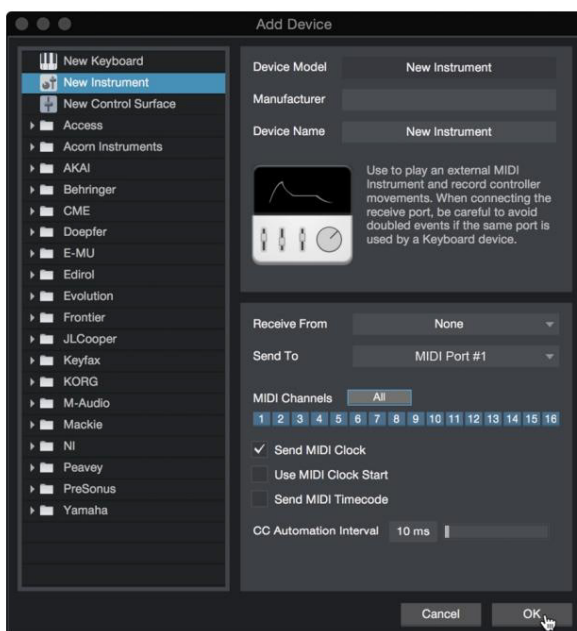 Add Device
New Keyboard
New Instrument
New Control Surface
Access
Acorn Instruments
AKAI
Behringer
CME
Doepfer
E-MU
Edirol
Evolution
Frontier
JLCooper
Keyfax
KORG
M-Audio
Mackie
NI
Peavey
PreSonus
Yamaha
Device Model New Instrument
Manufacturer
Device Name New Instrument
Use to play an external MIDI
Instrument and record controller
movements. When connecting the
receive port, be careful to avoid
doubled events if the same port is
used by a Keyboard device.
Receive From None
Send To MIDI Port #1
MIDI Channels All
1 2 3 4 5 6 7 8 9 10 11 12 13 14 15 16
Send MIDI Clock
Use MIDI Clock Start
Send MIDI Timecode
CC Automation Interval 10 ms
Cancel OK